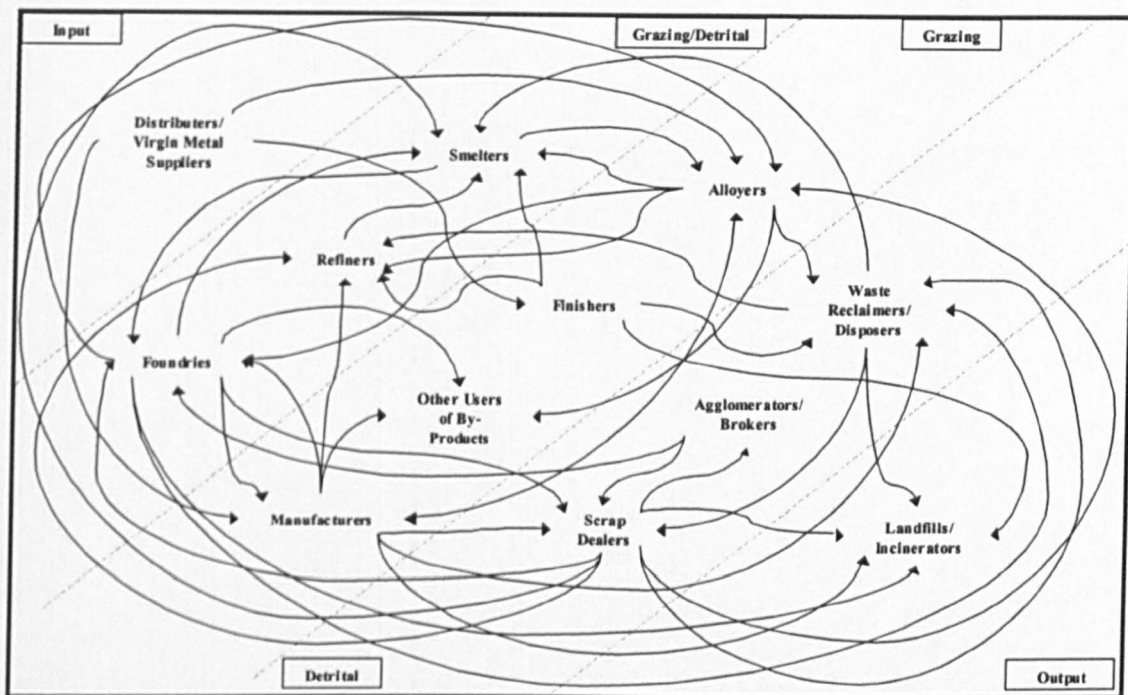 Input
Grazing/Detrital
Grazing
Distributers/
Virgin Metal
Suppliers
Smelters
Alloyers
Refiners
Finishers
Waste
Reclaimers/
Disposers
Foundries
Other Users
of By-
Products
Agglomerators/
Brokers
Manufacturers
Scrap
Dealers
Landfills/
Incinerators
Detrital
Output